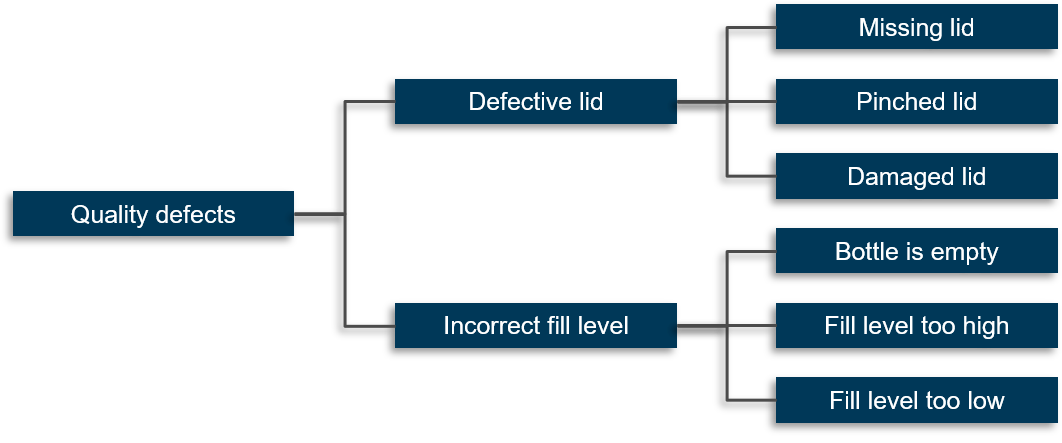 Quality defects
Defective lid
Missing lid
Pinched lid
Damaged lid
Incorrect fill level
Bottle is empty
Fill level too high
Fill level too low